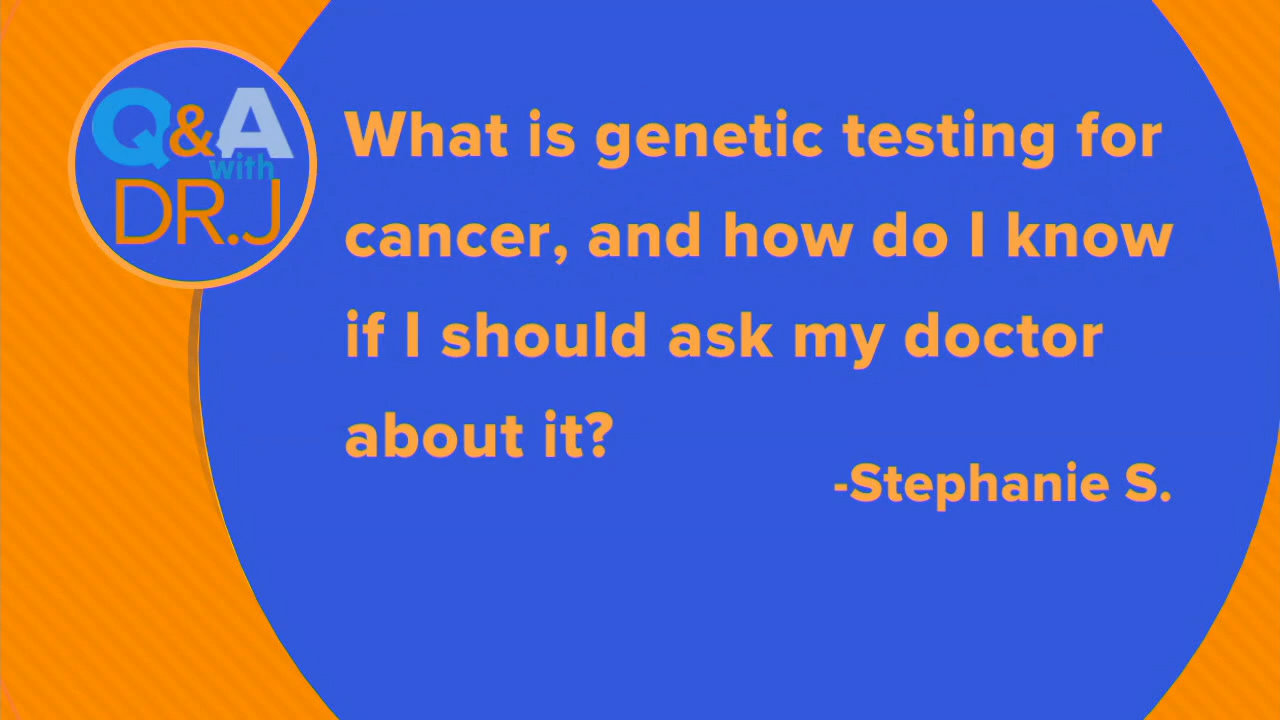 Q&A
with
DR.J
What is genetic testing for
cancer, and how do I know
if I should ask my doctor
about it?
-Stephanie S.